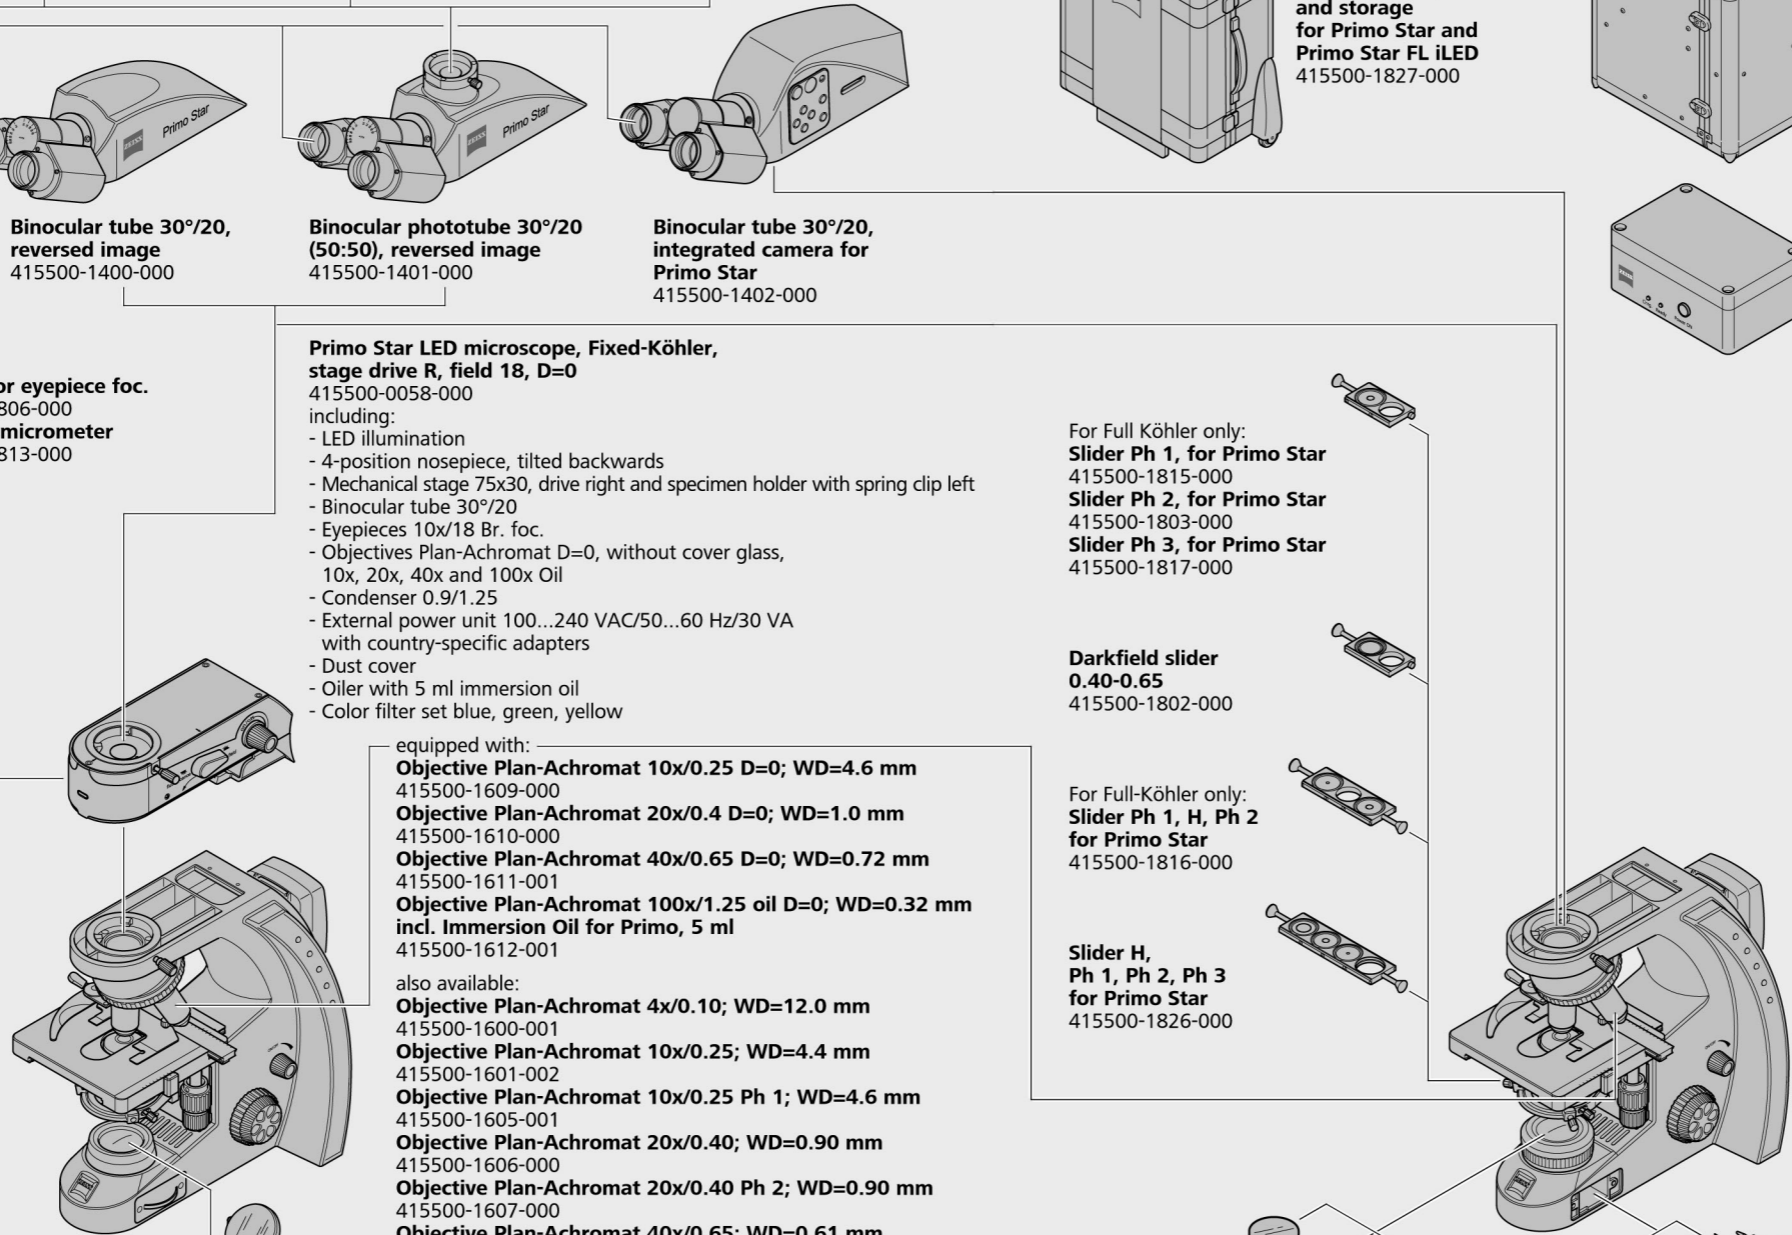 and storage
for Primo Star and
Primo Star FL iLED
415500-1827-000
Primo Star
ZEISS
Primo Star
ZEISS
Binocular tube 30°/20,
reversed image
415500-1400-000
Binocular phototube 30°/20
(50:50), reversed image
415500-1401-000
Binocular tube 30°/20,
integrated camera for
Primo Star
415500-1402-000
or eyepiece foc.
806-000
micrometer
813-000
Primo Star LED microscope, Fixed-Köhler,
stage drive R, field 18, D=0
415500-0058-000
including:
- LED illumination
- 4-position nosepiece, tilted backwards
- Mechanical stage 75x30, drive right and specimen holder with spring clip left
- Binocular tube 30°/20
- Eyepieces 10x/18 Br. foc.
- Objectives Plan-Achromat D=0, without cover glass,
10x, 20x, 40x and 100x Oil
- Condenser 0.9/1.25
- External power unit 100...240 VAC/50...60 Hz/30 VA
with country-specific adapters
- Dust cover
- Oiler with 5 ml immersion oil
- Color filter set blue, green, yellow
equipped with:
Objective Plan-Achromat 10x/0.25 D=0; WD=4.6 mm
415500-1609-000
Objective Plan-Achromat 20x/0.4 D=0; WD=1.0 mm
415500-1610-000
Objective Plan-Achromat 40x/0.65 D=0; WD=0.72 mm
415500-1611-001
Objective Plan-Achromat 100x/1.25 oil D=0; WD=0.32 mm
incl. Immersion Oil for Primo, 5 ml
415500-1612-001
also available:
Objective Plan-Achromat 4x/0.10; WD=12.0 mm
415500-1600-001
Objective Plan-Achromat 10x/0.25; WD=4.4 mm
415500-1601-002
Objective Plan-Achromat 10x/0.25 Ph 1; WD=4.6 mm
415500-1605-001
Objective Plan-Achromat 20x/0.40; WD=0.90 mm
415500-1606-000
Objective Plan-Achromat 20x/0.40 Ph 2; WD=0.90 mm
415500-1607-000
Objective Plan-Achromat 40x/0.65; WD=0.61 mm
For Full Köhler only:
Slider Ph 1, for Primo Star
415500-1815-000
Slider Ph 2, for Primo Star
415500-1803-000
Slider Ph 3, for Primo Star
415500-1817-000
Darkfield slider
0.40-0.65
415500-1802-000
For Full-Köhler only:
Slider Ph 1, H, Ph 2
for Primo Star
415500-1816-000
Slider H,
Ph 1, Ph 2, Ph 3
for Primo Star
415500-1826-000